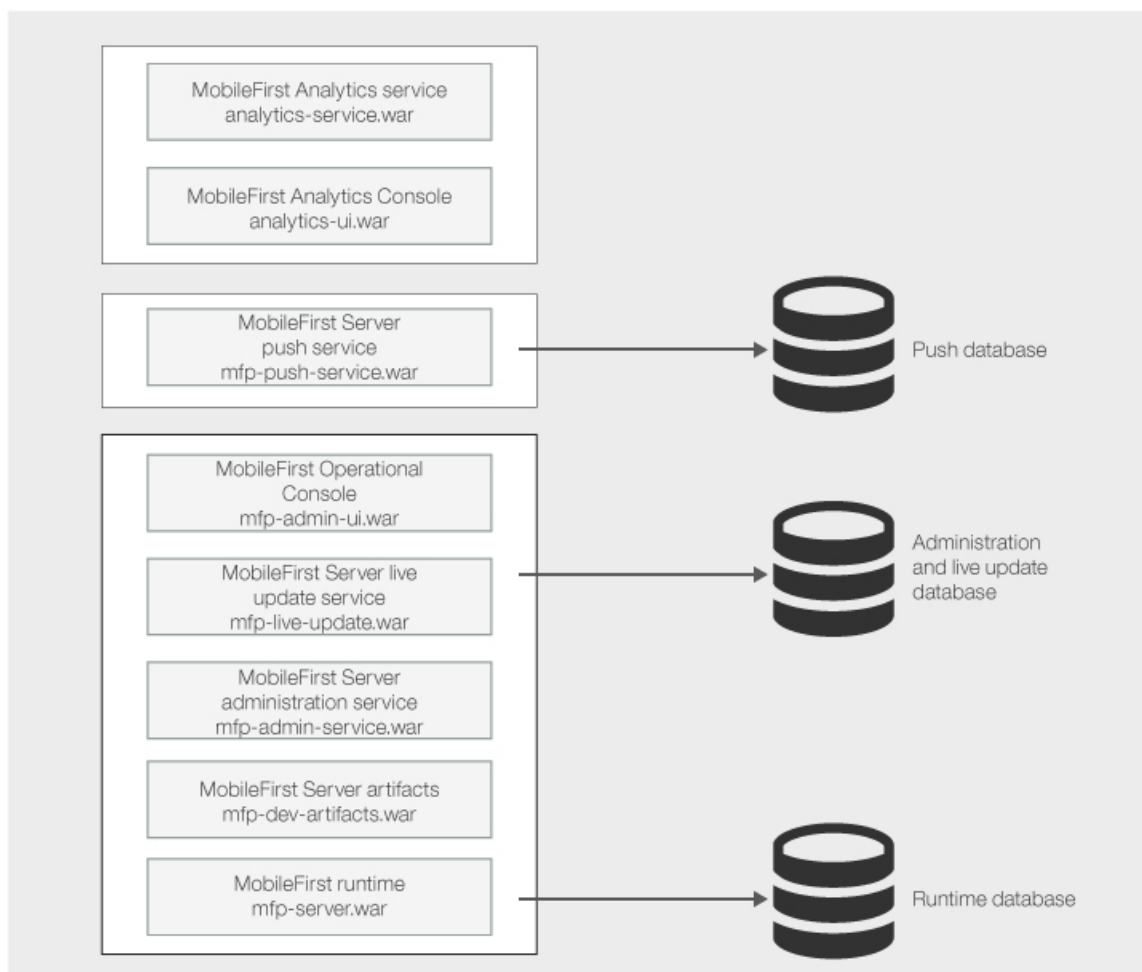 MobileFirst Analytics service
analytics-service.war
MobileFirst Analytics Console
analytics-ui.war
MobileFirst Server
push service
mfp-push-service.war
Push database
MobileFirst Operational
Console
mfp-admin-ui.war
MobileFirst Server live
update service
mfp-live-update.war
Administration
and live update
database
MobileFirst Server
administration service
mfp-admin-service.war
MobileFirst Server artifacts
mfp-dev-artifacts.war
MobileFirst runtime
mfp-server.war
Runtime database